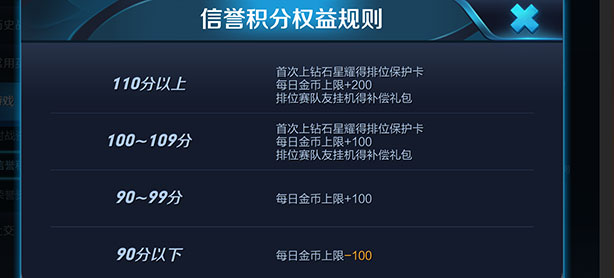 信誉积分权益规则
110分以上
首次上钻石星耀得排位保护卡
每日金币上限+200
排位赛队友挂机得补偿礼包
100~109分
首次上钻石星耀得排位保护卡
每日金币上限+100
排位赛队友挂机得补偿礼包
90~99分
每日金币上限+100
90分以下
每日金币上限-100